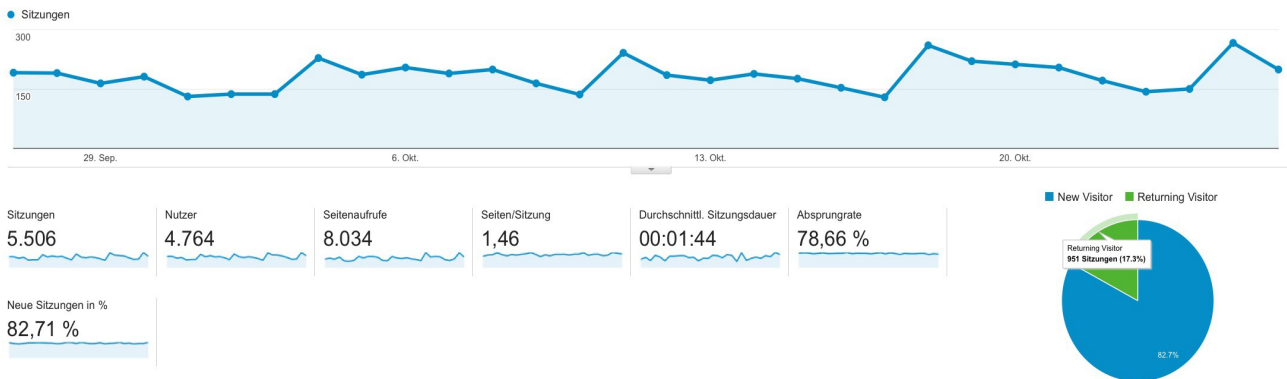 Sitzungen
300
150
29. Sep.
6. Okt.
13. Okt.
20. Okt.
New Visitor
Returning Visitor
Sitzungen
5.506
Nutzer
4.764
Seitenaufrufe
8.034
Seiten/Sitzung
1,46
Durchschnittl. Sitzungsdauer
00:01:44
Absprungrate
78,66 %
Returning Visitor
951 Sitzungen (17.3%)
82.7%
Neue Sitzungen in %
82,71 %